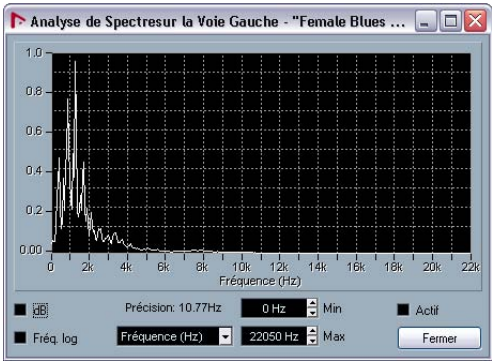 Analyse de Spectresur la Voie Gauche - "Female Blues ...
1.0
0.8
0.6
0.4
0.2
0.00
0 2k 4k 6k 8k 10k 12k 14k 16k 18k 20k 22k
Fréquence (Hz)
dB Précision: 10.77Hz 0 Hz Min Actif
Fréq. log Fréquence (Hz) 22050 Hz Max Fermer